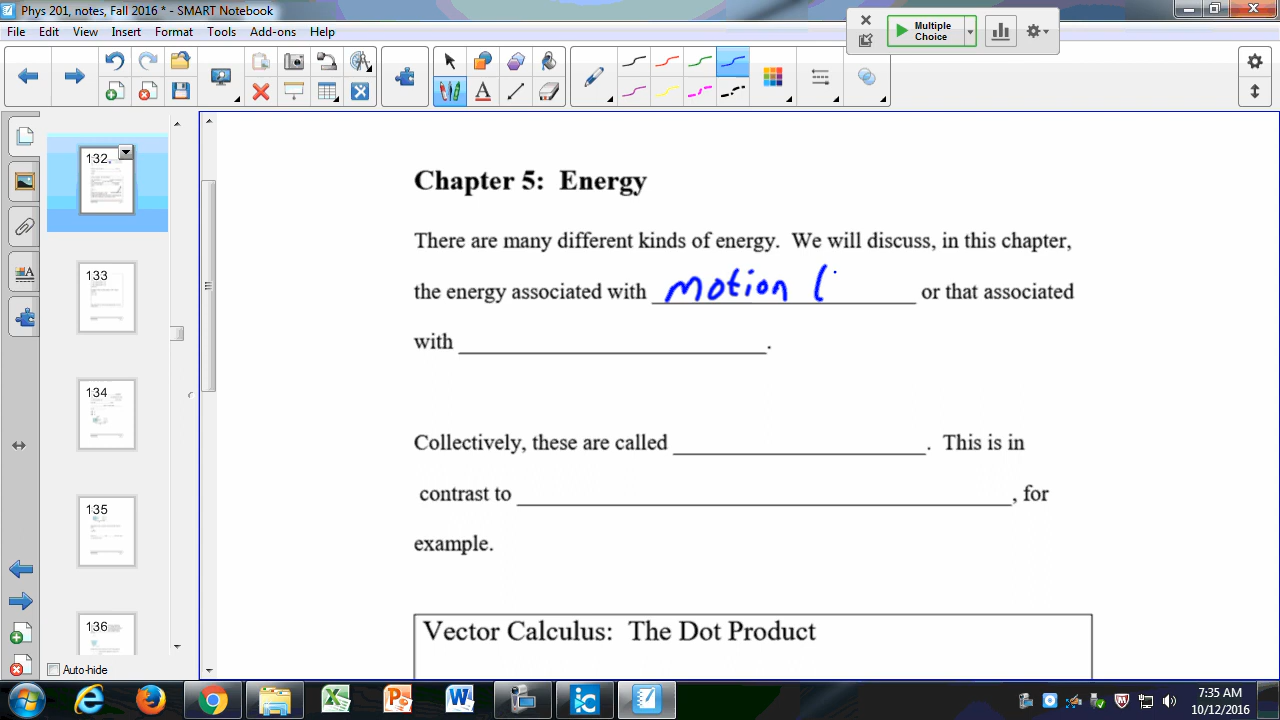 Phys 201, notes, Fall 2016 * - SMART Notebook
Multiple Choice
File Edit View Insert Format Tools Add-ons Help
132
133
134
135
136
Auto-hide
Chapter 5: Energy
There are many different kinds of energy. We will discuss, in this chapter,
the energy associated with motion ( or that associated
with ____________________________.
Collectively, these are called _______________________. This is in
contrast to _____________________________________________, for
example.
Vector Calculus: The Dot Product
7:35 AM
10/12/2016